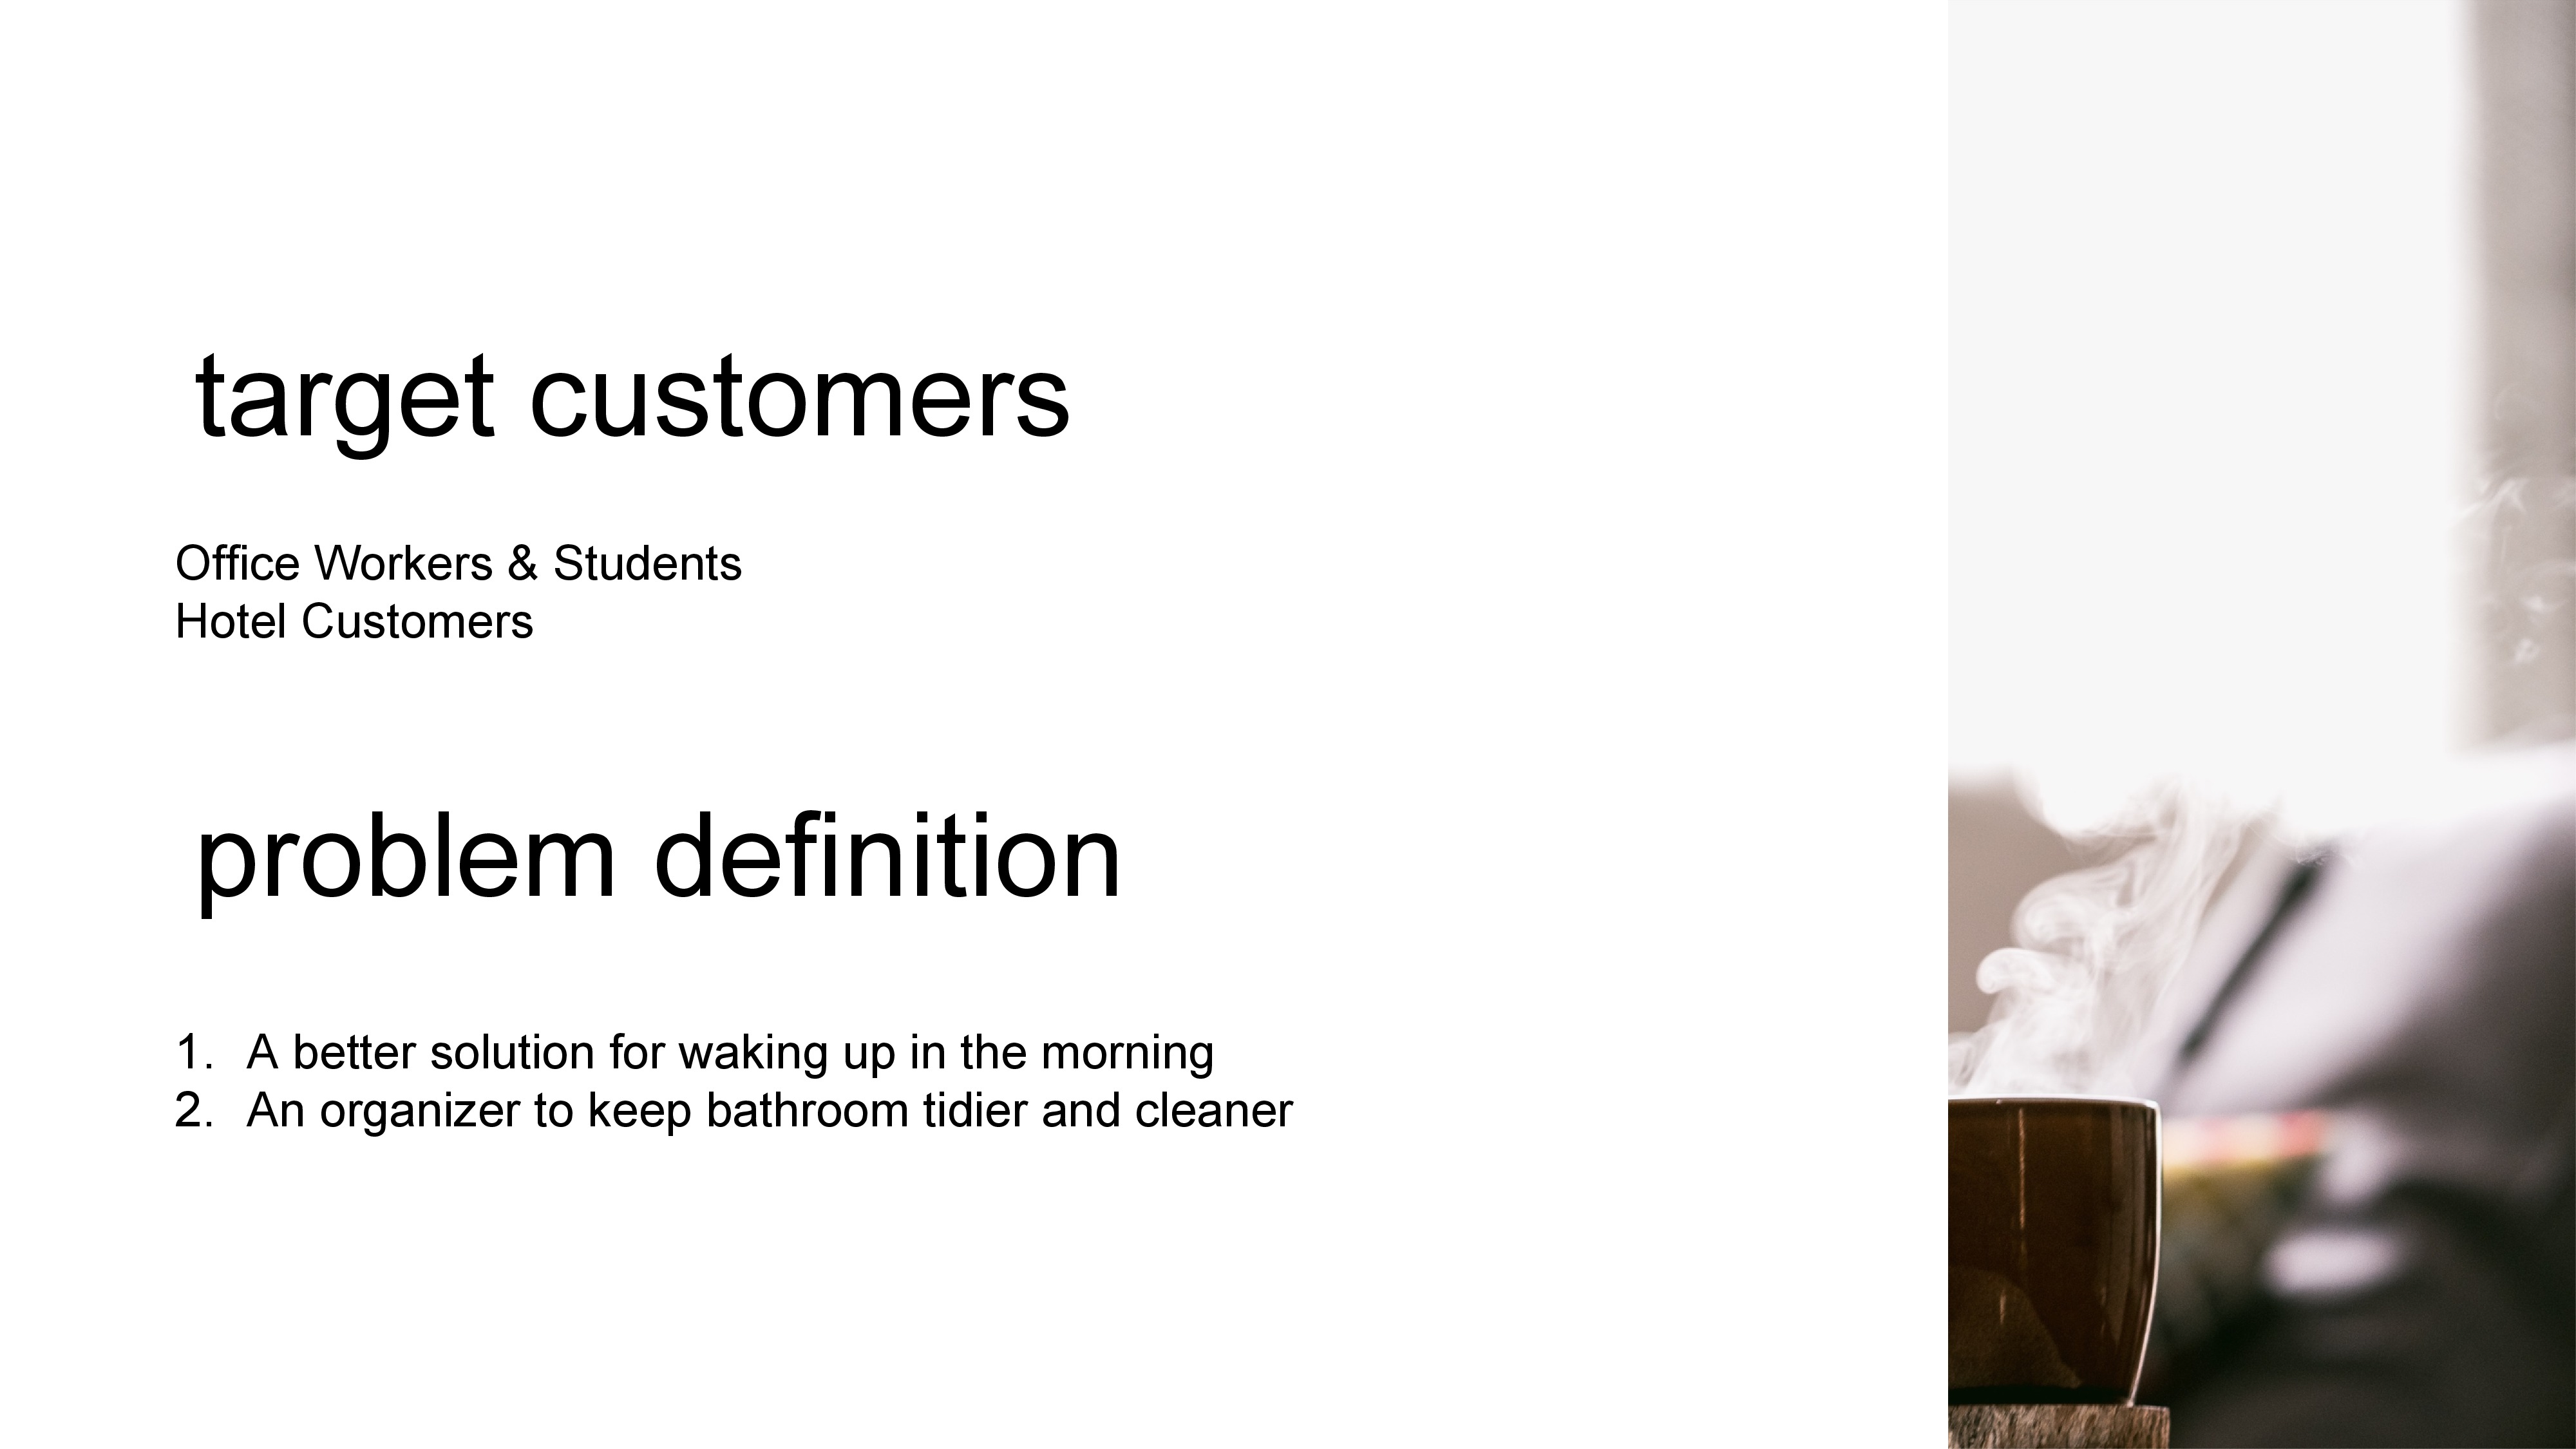 target customers
Office Workers & Students
Hotel Customers
problem definition
1. A better solution for waking up in the morning
2. An organizer to keep bathroom tidier and cleaner